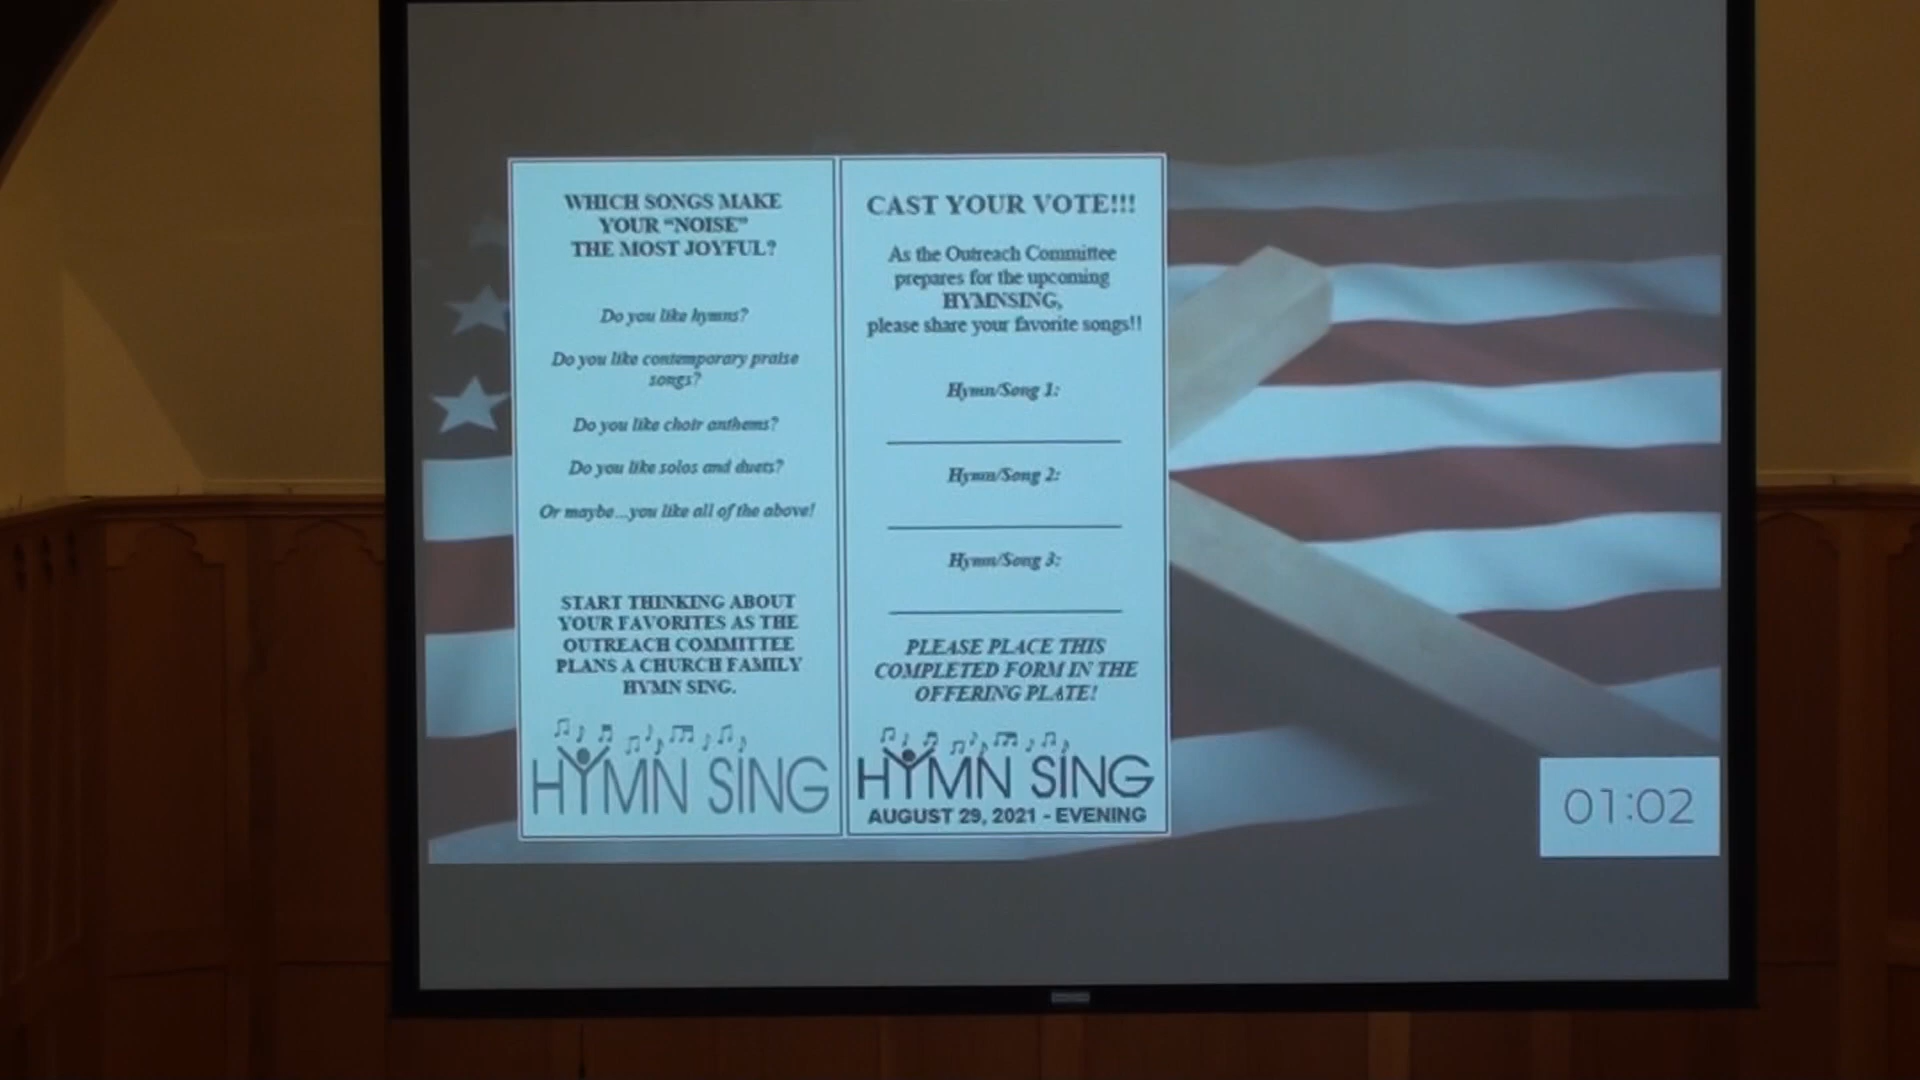 WHICH SONGS MAKE
YOUR “NOISE”
THE MOST JOYFUL?
Do you like hymns?
Do you like contemporary praise
songs?
Do you like choir anthems?
Do you like solos and duets?
Or maybe...you like all of the above!
START THINKING ABOUT
YOUR FAVORITES AS THE
OUTREACH COMMITTEE
PLANS A CHURCH FAMILY
HYMN SING.
HYMN SING
CAST YOUR VOTE!!!
As the Outreach Committee
prepares for the upcoming
HYMNSING,
please share your favorite songs!!
Hymn/Song 1:
Hymn/Song 2:
Hymn/Song 3:
PLEASE PLACE THIS
COMPLETED FORM IN THE
OFFERING PLATE!
HYMN SING
AUGUST 29, 2021 - EVENING
01:02